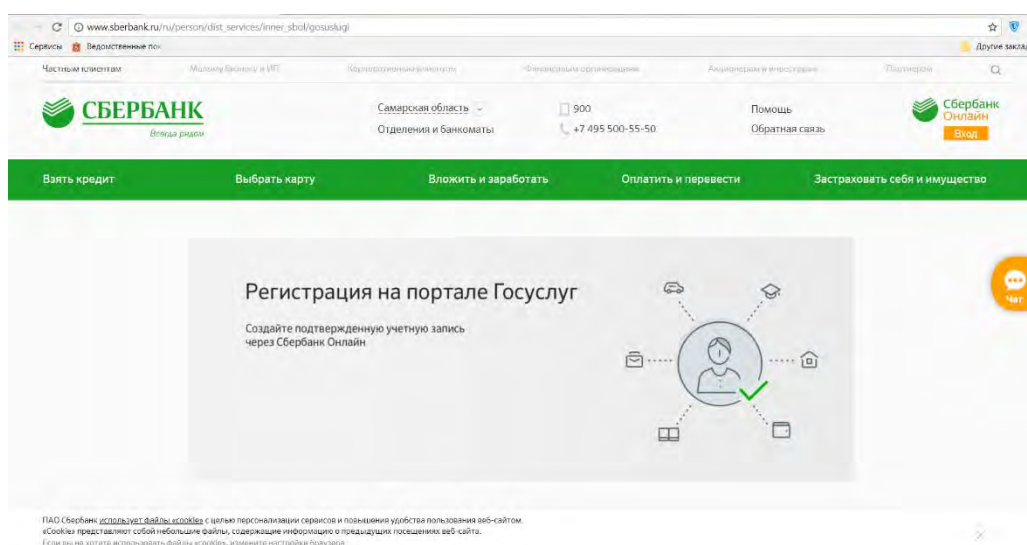 www.sberbank.ru/ru/person/dist_services/inner_sbol/gosuslugi
Сервисы Ведомственные пои
Другие заклад
Частным клиентам Малому бизнесу и ИП Корпоративным клиентам Финансовым организациям Акционерам и инвесторам Партнерам
СБЕРБАНК
Всегда рядом
Самарская область
Отделения и банкоматы
900
+7 495 500-55-50
Помощь
Обратная связь
Сбербанк
Онлайн
Вход
Взять кредит Выбрать карту Вложить и заработать Оплатить и перевести Застраховать себя и имущество
Регистрация на портале Госуслуг
Создайте подтвержденную учетную запись
через Сбербанк Онлайн
Чат
ПАО Сбербанк использует файлы «cookie» с целью персонализации сервисов и повышения удобства пользования веб-сайтом.
«Cookie» представляют собой небольшие файлы, содержащие информацию о предыдущих посещениях веб-сайта.
Если вы не хотите использовать файлы «cookie», измените настройки браузера.